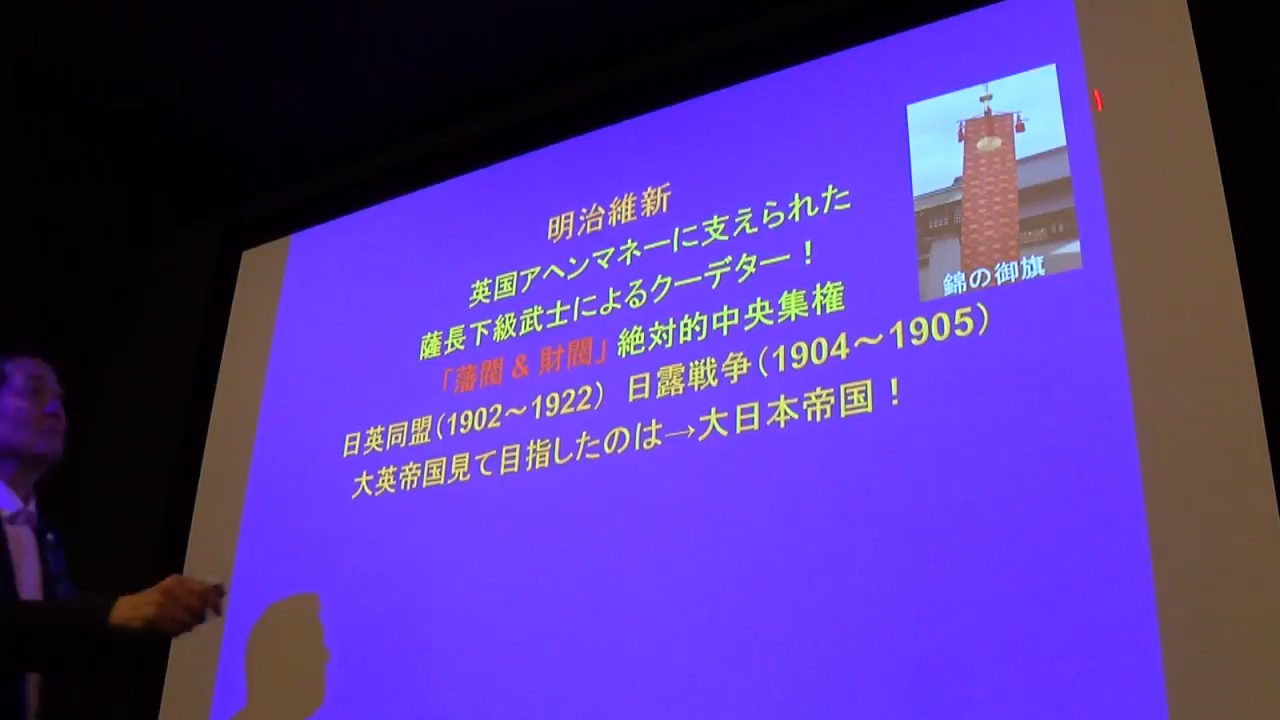 明治維新
英国アヘンマネーに支えられた
薩長下級武士によるクーデター！
「藩閥 & 財閥」絶対的中央集権
日英同盟（1902～1922） 日露戦争（1904～1905）
大英帝国見て目指したのは→大日本帝国！
錦の御旗